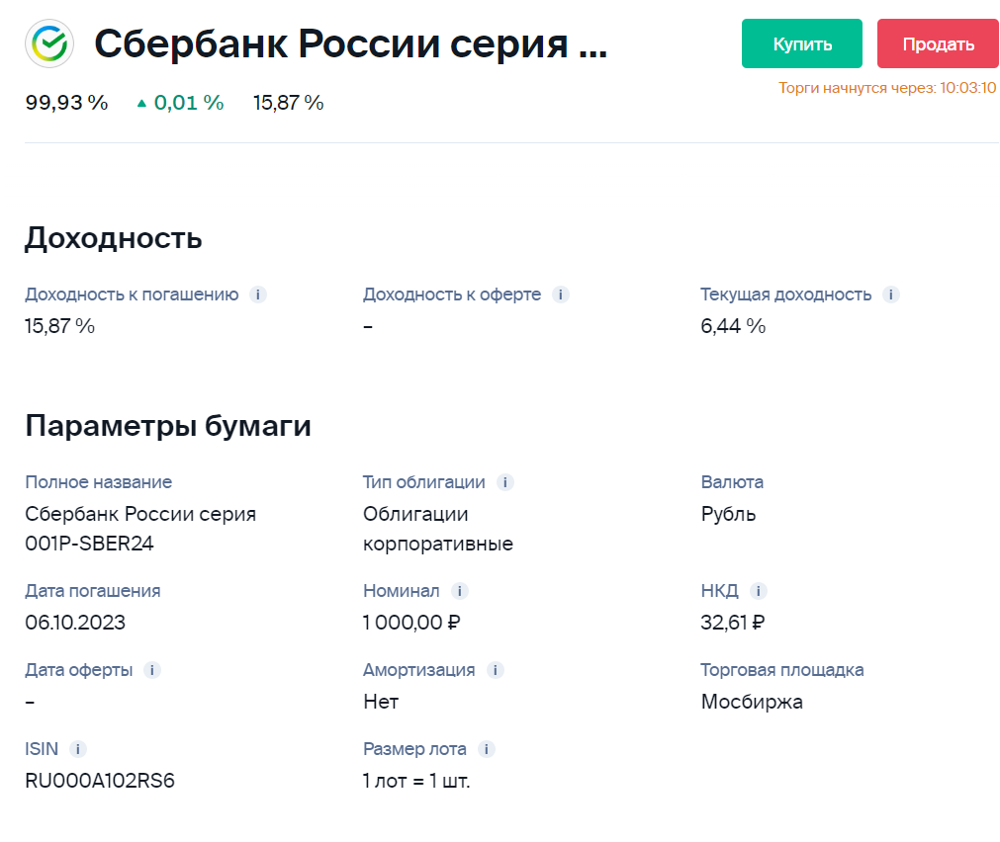 Сбербанк России серия ...
Купить
Продать
Торги начнутся через: 10:03:10
99,93 %
0,01 %
15,87 %
Доходность
Доходность к погашению
Доходность к оферте
Текущая доходность
15,87 %
–
6,44 %
Параметры бумаги
Полное название
Тип облигации
Валюта
Сбербанк России серия
001P-SBER24
Облигации
корпоративные
Рубль
Дата погашения
Номинал
НКД
06.10.2023
1 000,00 ₽
32,61 ₽
Дата оферты
Амортизация
Торговая площадка
–
Нет
Мосбиржа
ISIN
Размер лота
RU000A102RS6
1 лот = 1 шт.